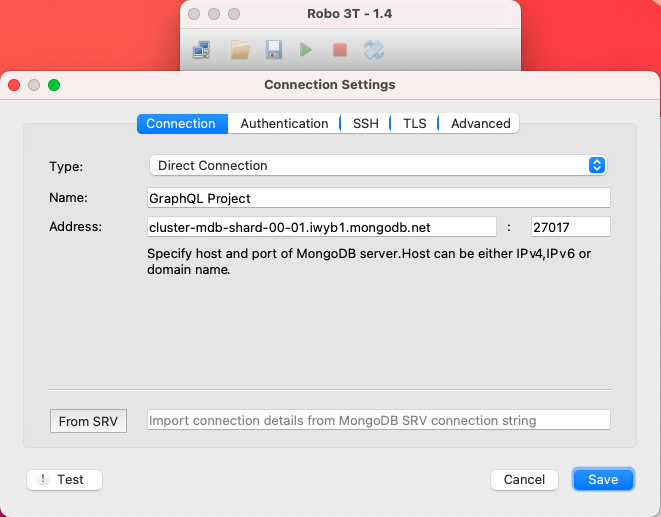 Robo 3T - 1.4
Connection Settings
Connection Authentication SSH TLS Advanced
Type: Direct Connection
Name: GraphQL Project
Address: cluster-mdb-shard-00-01.iwyb1.mongodb.net : 27017
Specify host and port of MongoDB server.Host can be either IPv4,IPv6 or
domain name.
From SRV Import connection details from MongoDB SRV connection string
! Test Cancel Save